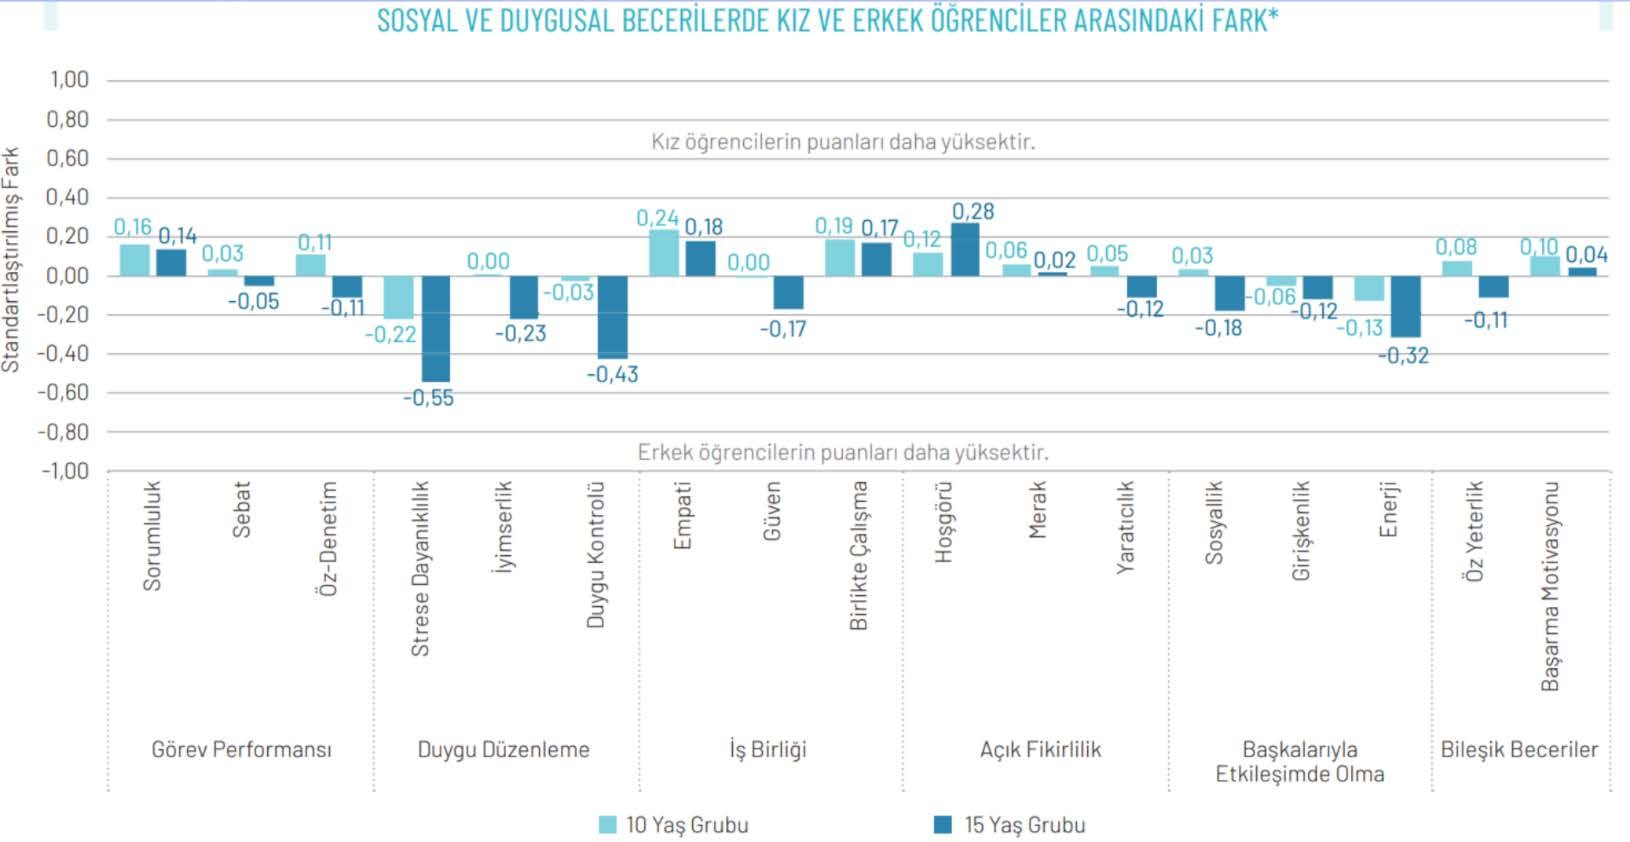 SOSYAL VE DUYGUSAL BECERİLERDE KIZ VE ERKEK ÖĞRENCİLER ARASINDAKİ FARK*
Standartlaştırılmış Fark
1,00
0,80
0,60
0,40
0,20
0,00
-0,20
-0,40
-0,60
-0,80
-1,00
Kız öğrencilerin puanları daha yüksektir.
0,16
0,14
0,03
-0,05
0,11
-0,11
-0,22
-0,55
0,00
-0,23
-0,03
-0,43
0,24
0,18
0,00
-0,17
0,19
0,17
0,12
0,28
0,06
0,02
0,05
-0,12
0,03
-0,18
-0,06
-0,12
-0,13
-0,32
0,08
-0,11
0,10
0,04
Erkek öğrencilerin puanları daha yüksektir.
Sorumluluk
Sebat
Öz-Denetim
Strese Dayanıklılık
İyimserlik
Duygu Kontrolü
Empati
Güven
Birlikte Çalışma
Hoşgörü
Merak
Yaratıcılık
Sosyallik
Girişkenlik
Enerji
Öz Yeterlik
Başarma Motivasyonu
Görev Performansı
Duygu Düzenleme
İş Birliği
Açık Fikirlilik
Başkalarıyla
Etkileşimde Olma
Bileşik Beceriler
10 Yaş Grubu
15 Yaş Grubu